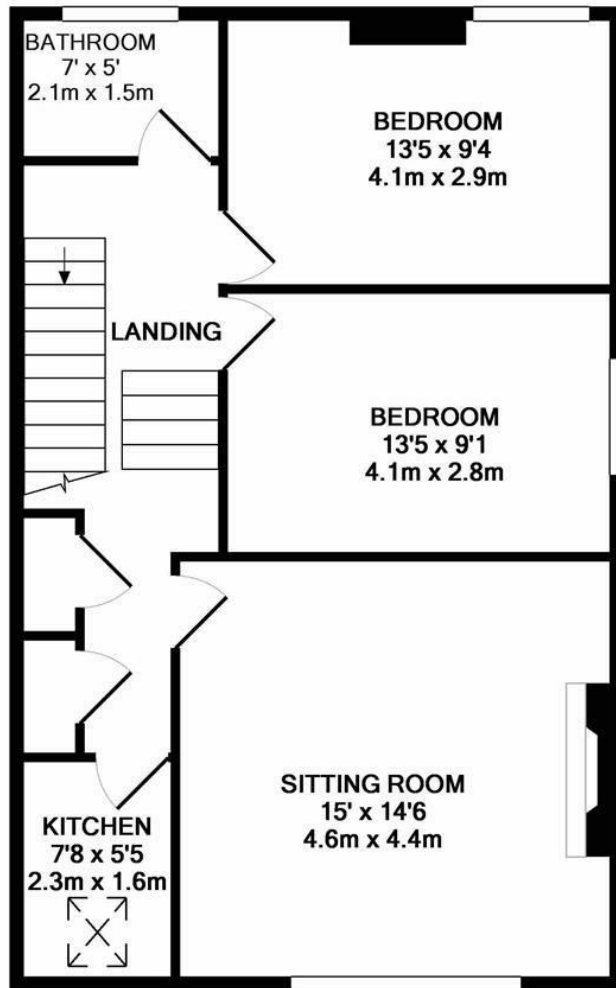 BATHROOM
7' x 5'
2.1m x 1.5m
BEDROOM
13'5 x 9'4
4.1m x 2.9m
LANDING
BEDROOM
13'5 x 9'1
4.1m x 2.8m
SITTING ROOM
15' x 14'6
4.6m x 4.4m
KITCHEN
7'8 x 5'5
2.3m x 1.6m